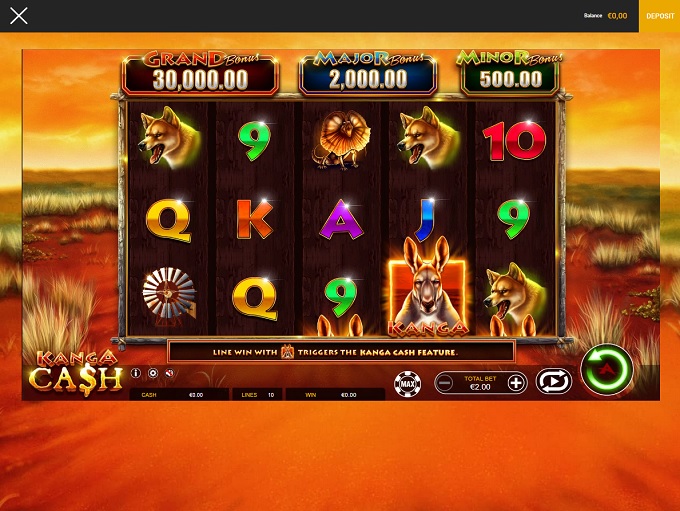 Balance €0,00 DEPOSIT
GRAND Bonus MAJOR Bonus MINOR Bonus
30,000.00 2,000.00 500.00
9 10
Q K A J 9
Q 9 KANGA
LINE WIN WITH TRIGGERS THE KANGA CASH FEATURE.
KANGA
CA$H
MAX
TOTAL BET
€2.00
CASH €0.00 LINES 10 WIN €0.00